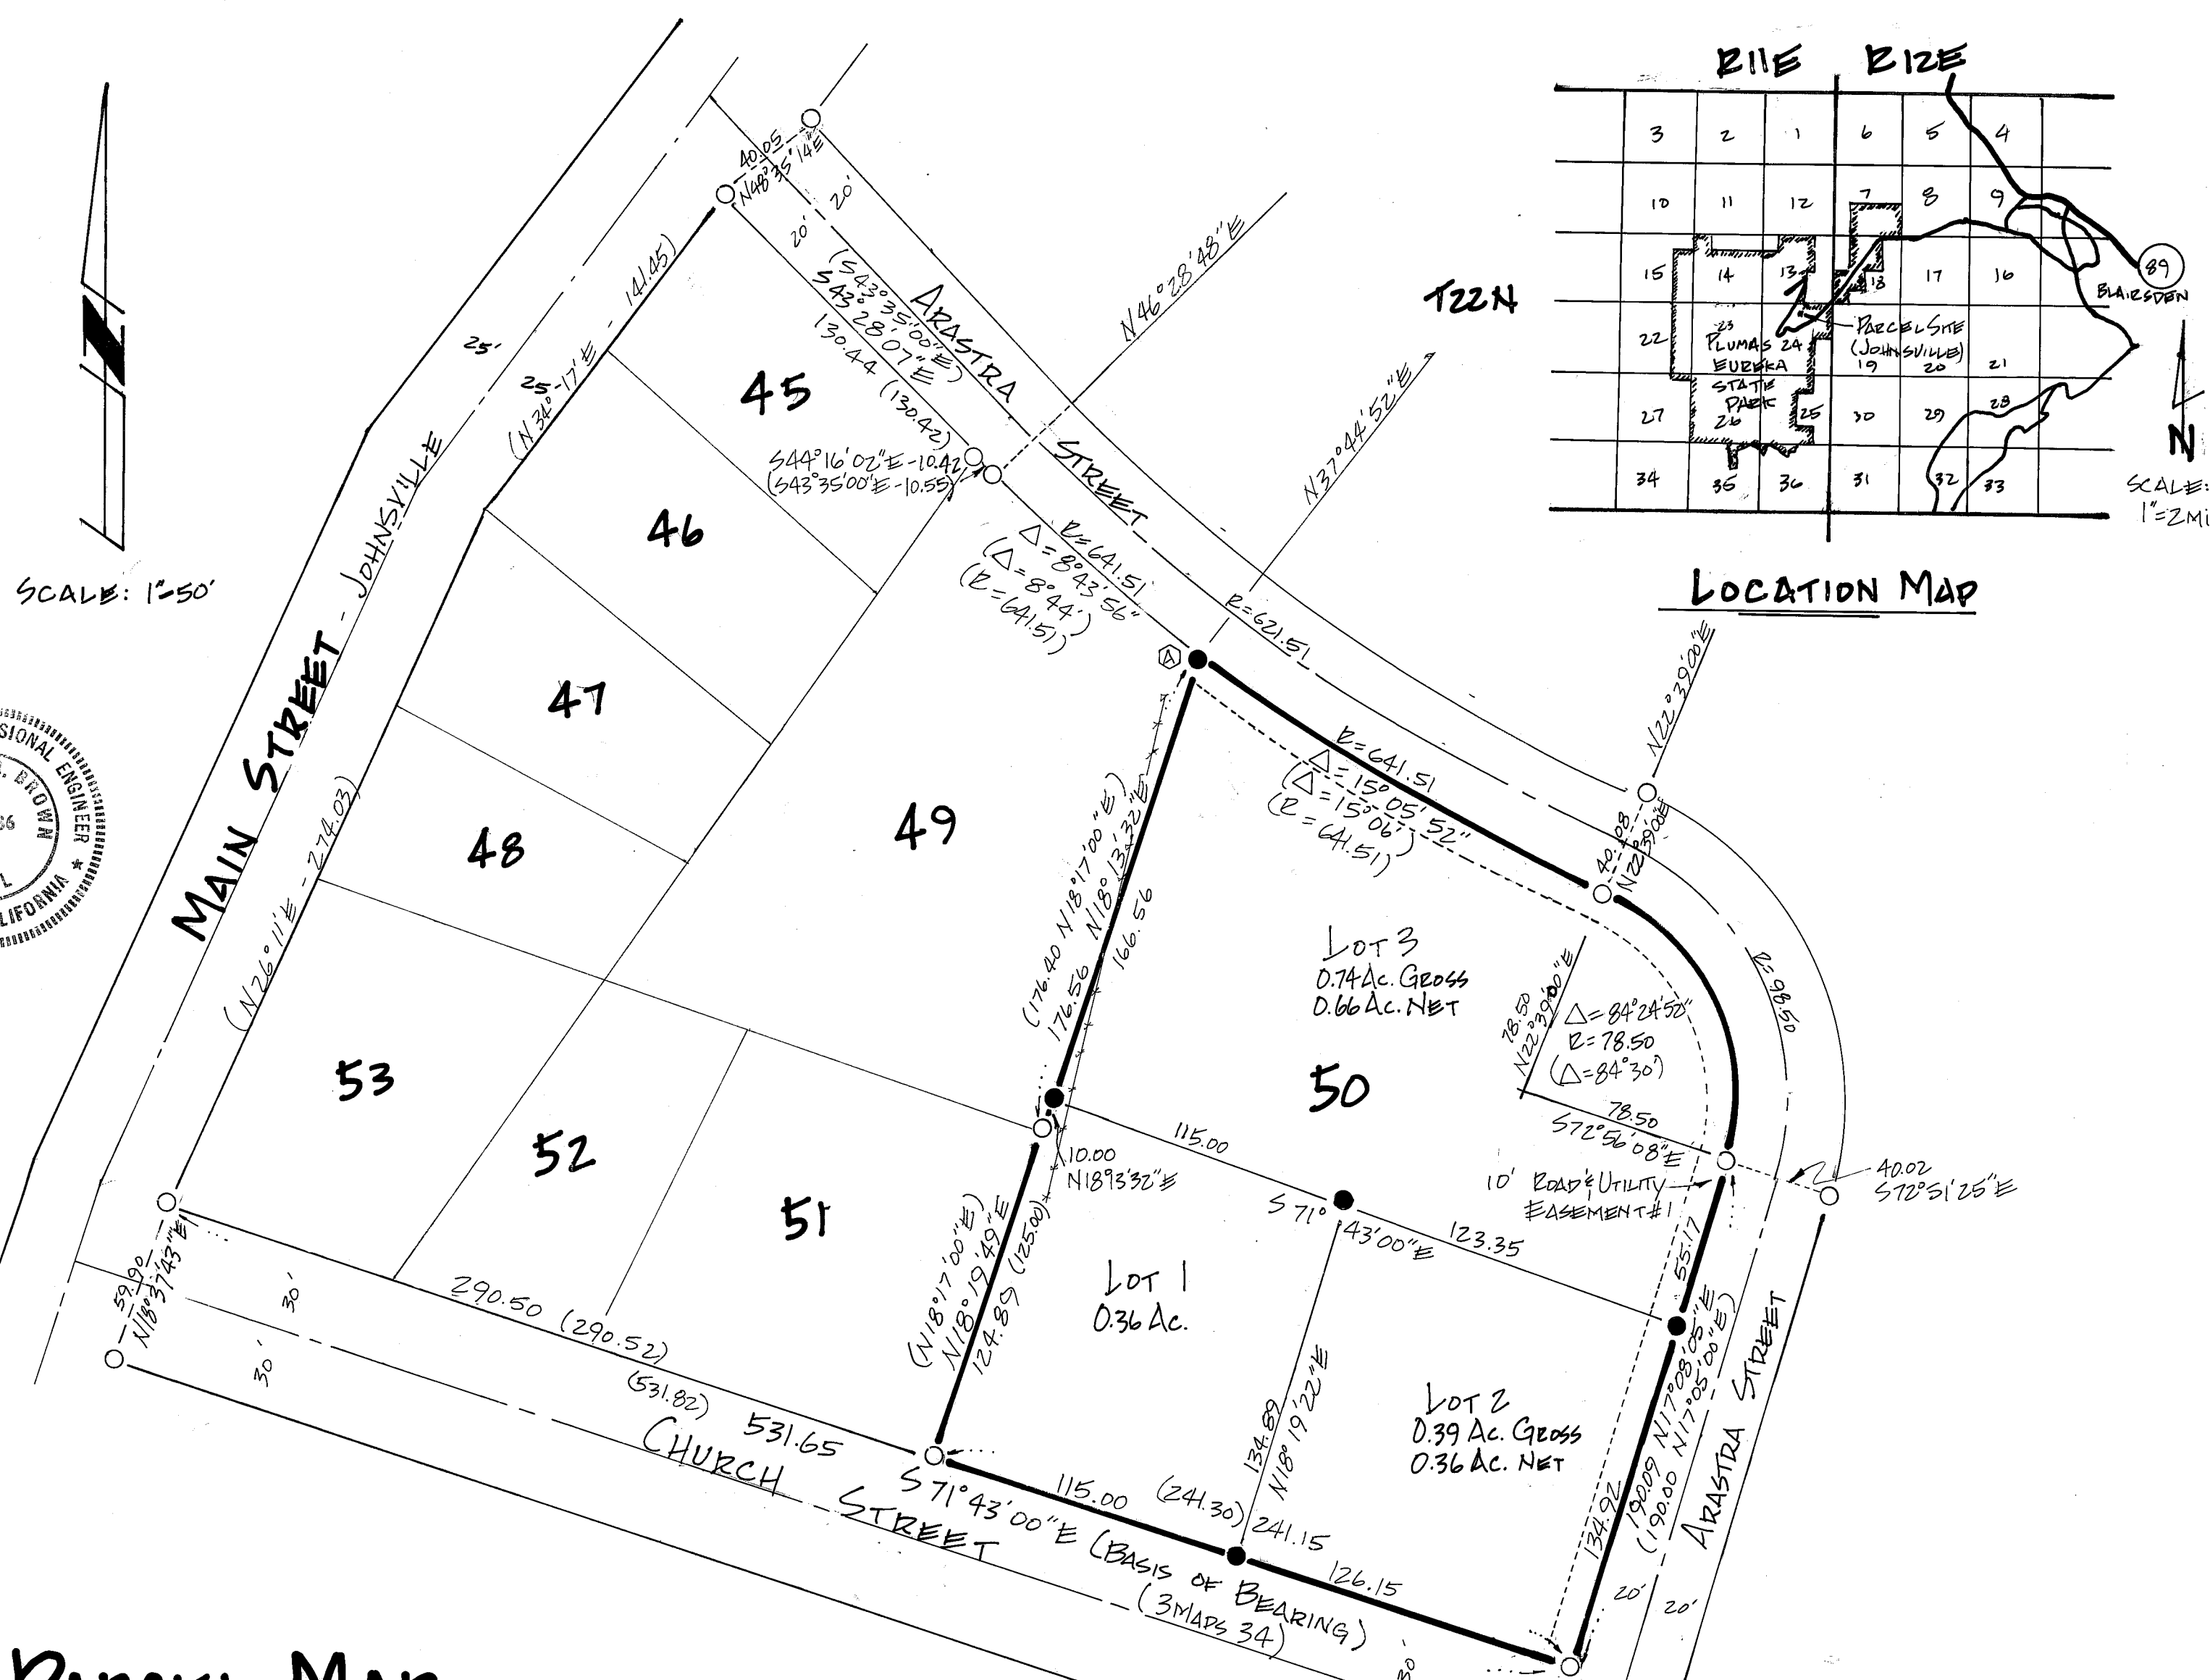 R11E R12E
3 2 1 6 5 4
10 11 12 7 8 9
15 14 13 18 17 16
22 23 24 19 20 21
27 26 25 30 29 28
34 35 36 31 32 33
T22N
PLUMAS
EUREKA
STATE
PARK
PARCEL SITE
(JOHNSVILLE)
89
BLAIRSDEN
N
SCALE:
1"=2MI
LOCATION MAP
N
SCALE: 1"=50'
SIONAL ENGINEER
BROWN
LIFORNIA
MAIN STREET - JOHNSVILLE
25'
25'
(N34°17'E - 141.45)
(N26°11'E - 274.03)
40.05
N48°35'14"E
20'
20'
(S43°35'00"E)
S43°28'07"E
130.44 (130.42)
ARASTRA STREET
S44°16'02"E-10.42
(S43°35'00"E-10.55)
N46°28'48"E
N37°44'52"E
R=641.51
Δ=8°43'56"
(Δ=8°44')
(R=641.51)
R=621.51
A
45
46
47
48
49
53
52
51
50
R=641.51
Δ=15°05'52"
(Δ=15°06')
(R=641.51)
N22°39'00"E
40.08
N22°39'00"E
R=98.50
(176.40 N18°17'00"E)
176.56 N18°13'32"E
166.56
LOT 3
0.74 AC. GROSS
0.66 AC. NET
78.50
N22°39'00"E
Δ=84°24'52"
R=78.50
(Δ=84°30')
78.50
S72°56'08"E
40.02
S72°51'25"E
10' ROAD & UTILITY
EASEMENT #1
10.00
N18°13'32"E
115.00
S71°43'00"E
123.35
55.17
(N18°17'00"E)
N18°19'49"E
124.89 (125.00)
LOT 1
0.36 AC.
134.89
N18°19'22"E
LOT 2
0.39 AC. GROSS
0.36 AC. NET
134.92
190.09 N17°08'05"E
(190.00 N17°05'00"E)
ARASTRA STREET
20'
20'
59.90
N18°37'43"E
30'
30'
290.50 (290.52)
(531.82)
531.65
CHURCH STREET
S71°43'00"E (BASIS OF BEARING)
(3 MAPS 34)
115.00 (241.30) 241.15
126.15
30'
PARCEL MAP